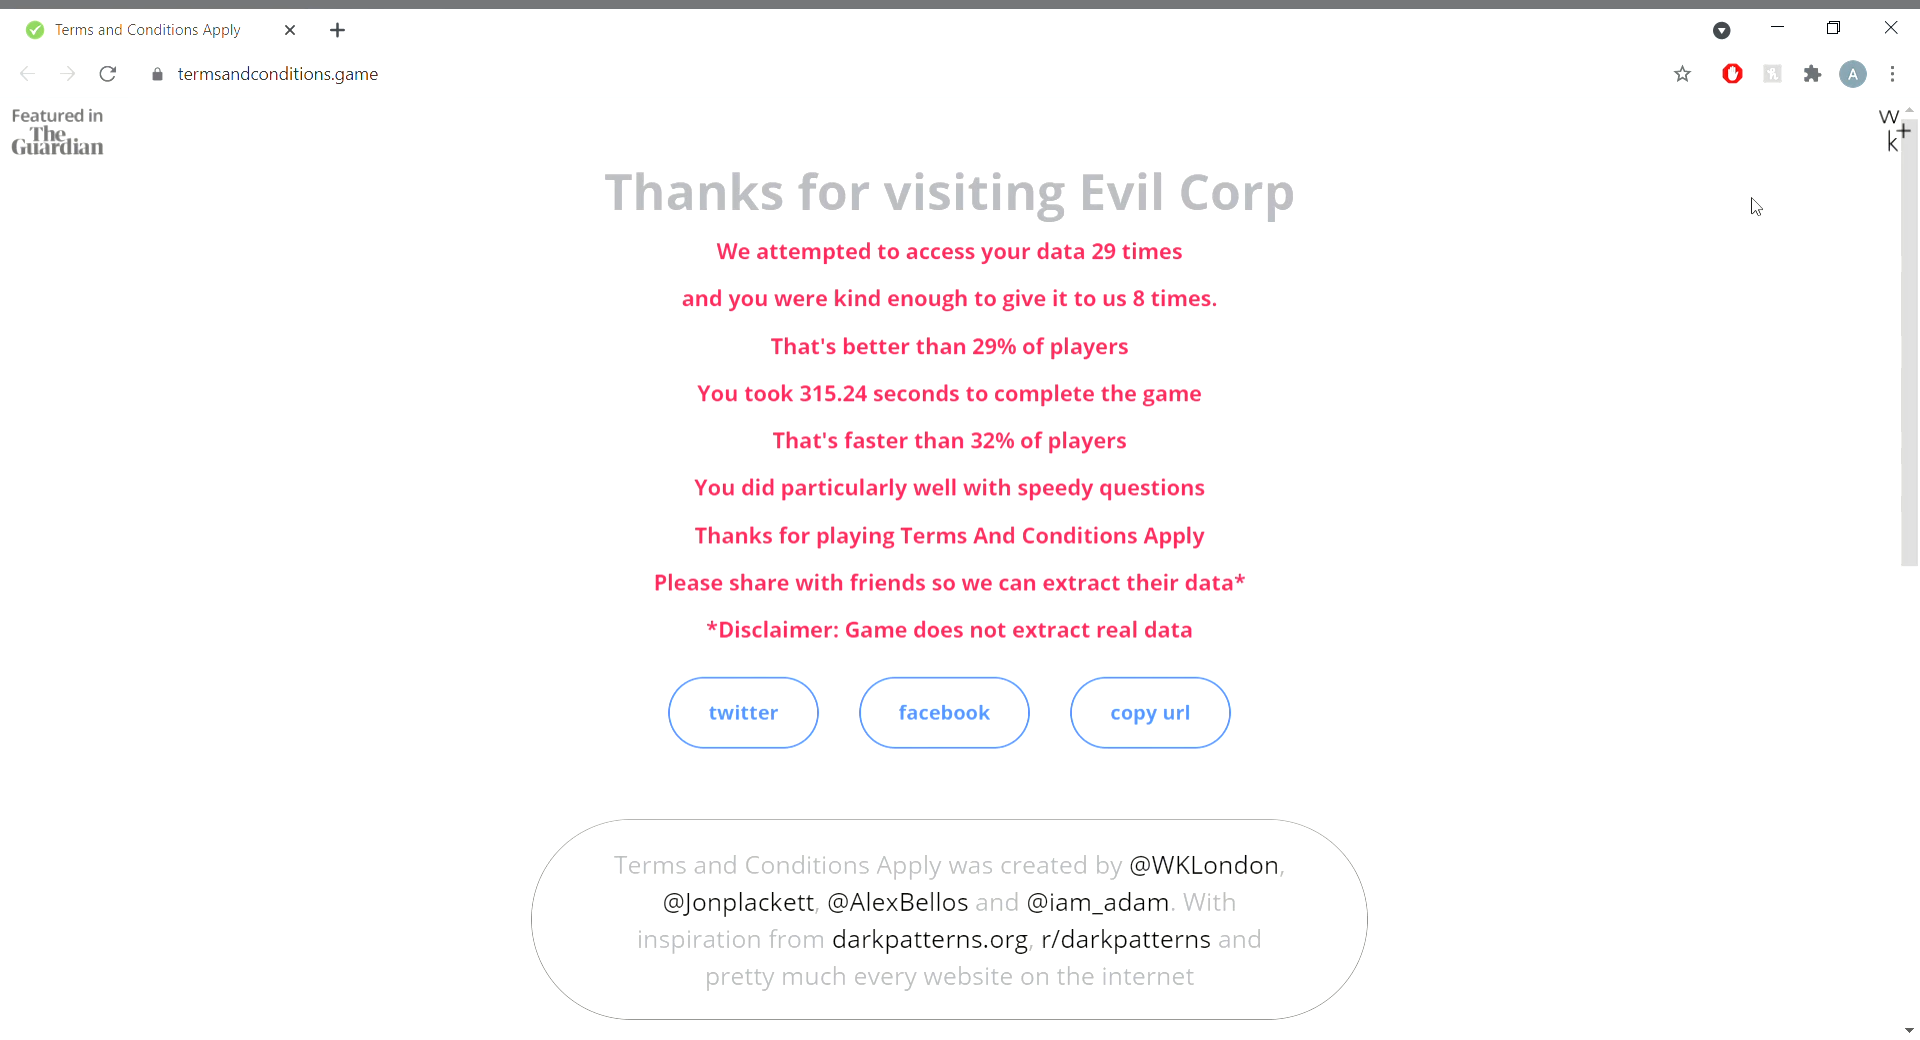 Terms and Conditions Apply
termsandconditions.game
A
Featured in
The
Guardian
W
+
k
Thanks for visiting Evil Corp
We attempted to access your data 29 times
and you were kind enough to give it to us 8 times.
That's better than 29% of players
You took 315.24 seconds to complete the game
That's faster than 32% of players
You did particularly well with speedy questions
Thanks for playing Terms And Conditions Apply
Please share with friends so we can extract their data*
*Disclaimer: Game does not extract real data
twitter
facebook
copy url
Terms and Conditions Apply was created by @WKLondon,
@Jonplackett, @AlexBellos and @iam_adam. With
inspiration from darkpatterns.org, r/darkpatterns and
pretty much every website on the internet